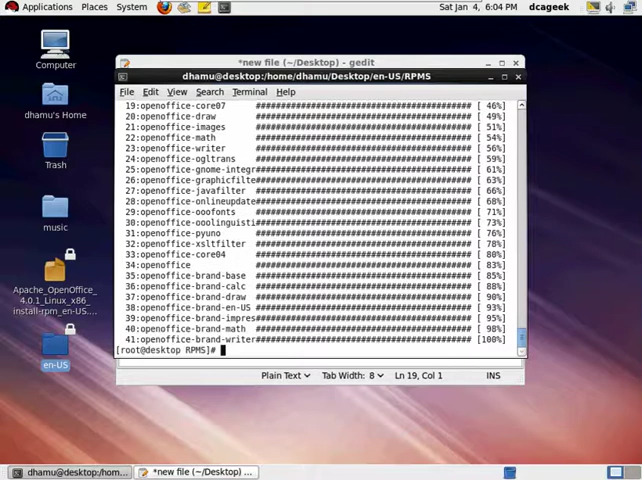 Applications Places System
Sat Jan 4, 6:04 PM dcageek
Computer
dhamu's Home
Trash
music
Apache_OpenOffice_
4.0.1_Linux_x86_
install-rpm_en-US....
en-US
*new file (~/Desktop) - gedit
dhamu@desktop:/home/dhamu/Desktop/en-US/RPMS
File Edit View Search Terminal Help
19:openoffice-core07 ########################################### [ 46%]
20:openoffice-draw ########################################### [ 49%]
21:openoffice-images ########################################### [ 51%]
22:openoffice-math ########################################### [ 54%]
23:openoffice-writer ########################################### [ 56%]
24:openoffice-ogltrans ########################################### [ 59%]
25:openoffice-gnome-integr########################################### [ 61%]
26:openoffice-graphicfilte########################################### [ 63%]
27:openoffice-javafilter ########################################### [ 66%]
28:openoffice-onlineupdate########################################### [ 68%]
29:openoffice-ooofonts ########################################### [ 71%]
30:openoffice-ooolinguisti########################################### [ 73%]
31:openoffice-pyuno ########################################### [ 76%]
32:openoffice-xsltfilter ########################################### [ 78%]
33:openoffice-core04 ########################################### [ 80%]
34:openoffice ########################################### [ 83%]
35:openoffice-brand-base ########################################### [ 85%]
36:openoffice-brand-calc ########################################### [ 88%]
37:openoffice-brand-draw ########################################### [ 90%]
38:openoffice-brand-en-US ########################################### [ 93%]
39:openoffice-brand-impres########################################### [ 95%]
40:openoffice-brand-math ########################################### [ 98%]
41:openoffice-brand-writer########################################### [100%]
[root@desktop RPMS]#
Plain Text Tab Width: 8 Ln 19, Col 1 INS
dhamu@desktop:/hom... *new file (~/Desktop) - ...